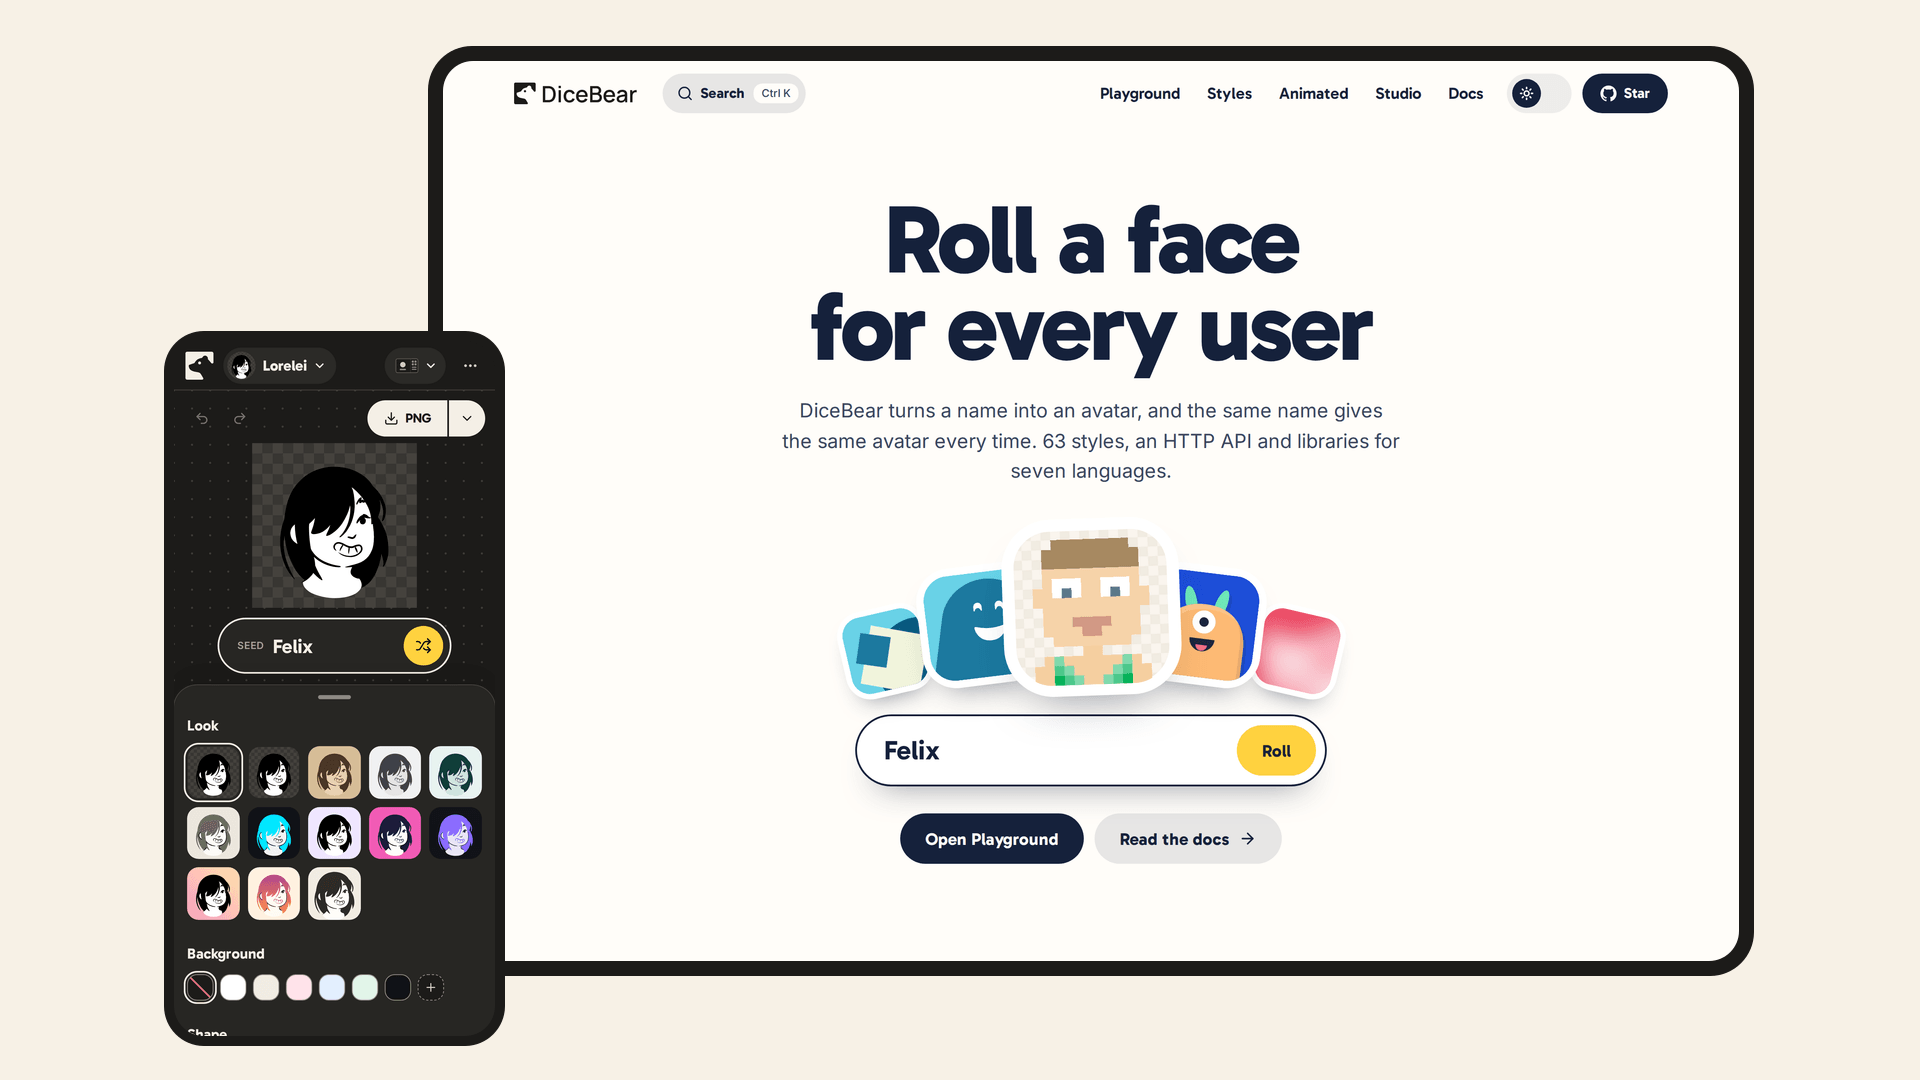 DiceBear
Search Ctrl K
Playground Styles Animated Studio Docs
Star
Roll a face
for every user
DiceBear turns a name into an avatar, and the same name gives
the same avatar every time. 63 styles, an HTTP API and libraries for
seven languages.
Felix
Roll
Open Playground
Read the docs
Lorelei
PNG
SEED Felix
Look
Background
Shape